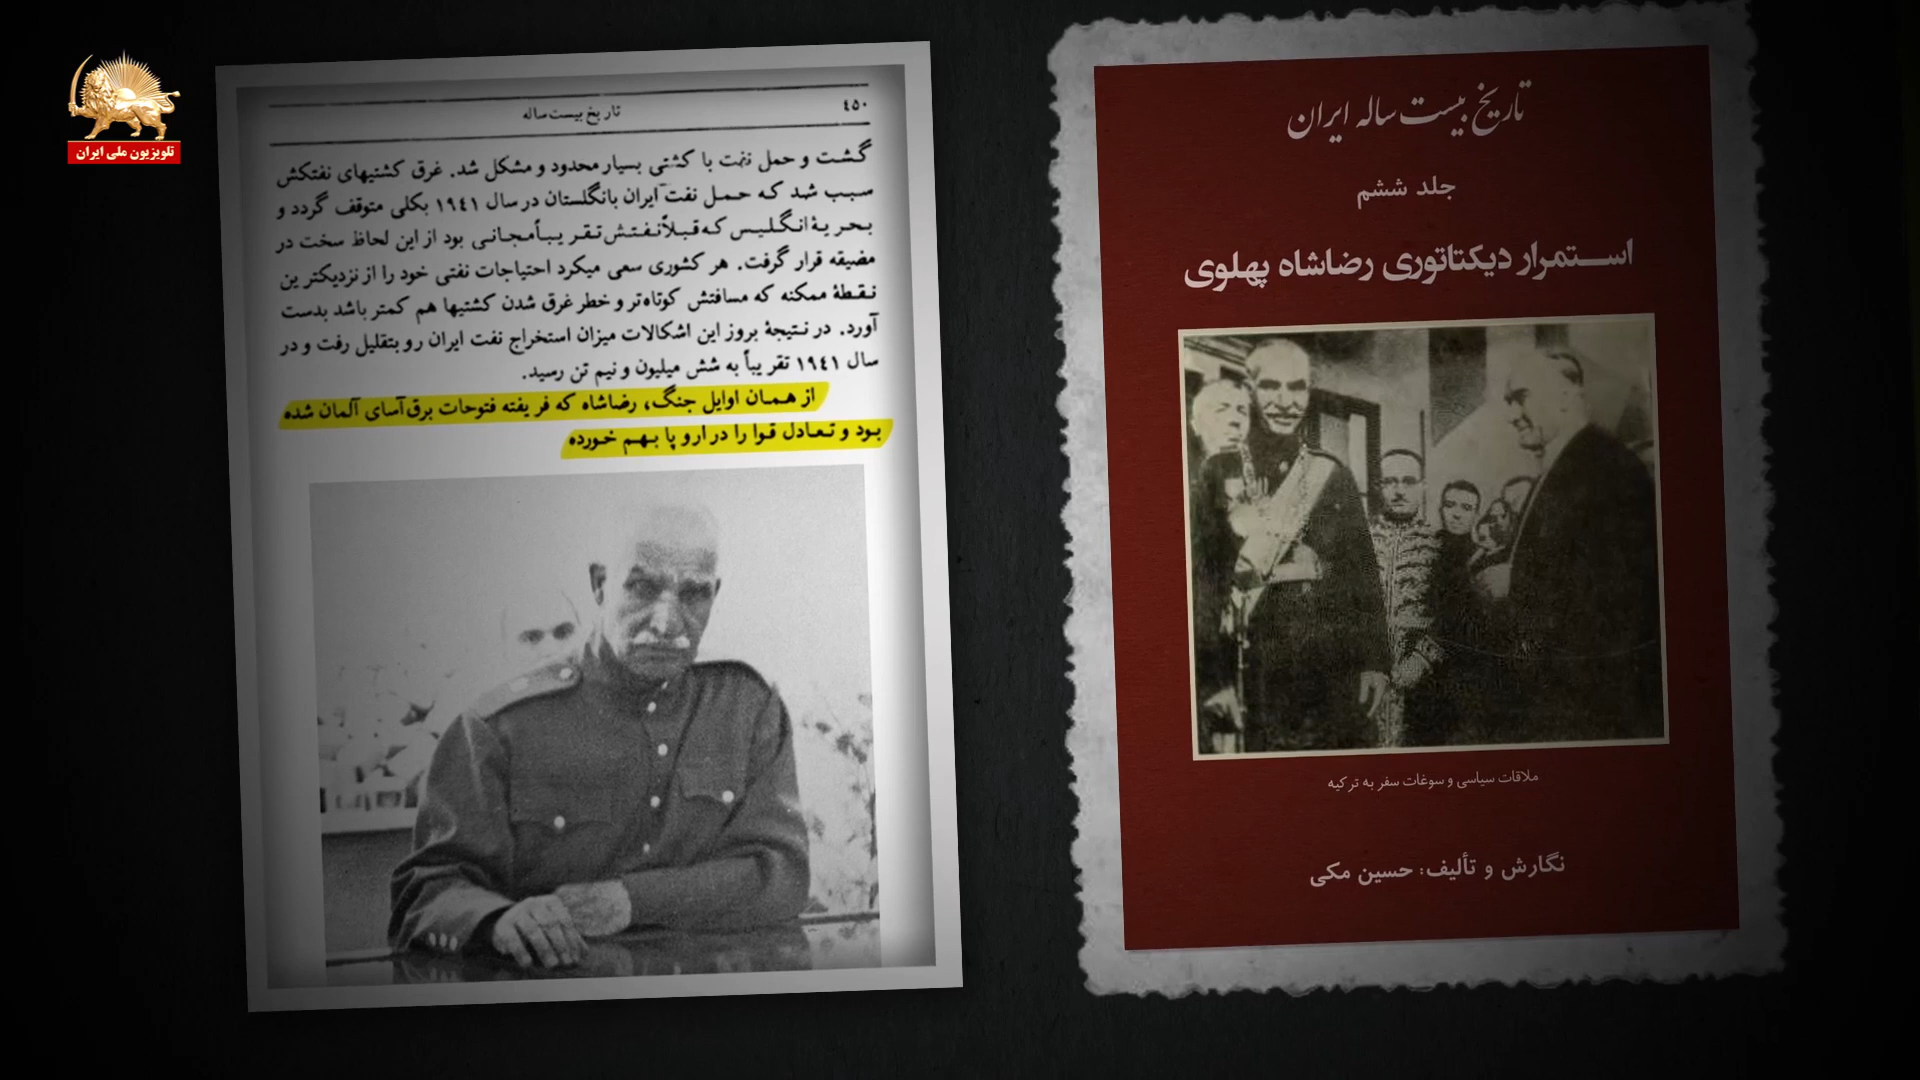 تلویزیون ملی ایران
٤٥٠
تاریخ بیست‌ساله
گشت و حمل نفت با کشتی بسیار محدود و مشکل شد. غرق کشتیهای نفتکش
سبب شد که حمل نفت ایران بانگلستان در سال ١٩٤١ بکلی متوقف گردد و
بحریهٔ انگلیس که قبلاً نفتش تقریباً مجانی بود از این لحاظ سخت در
مضیقه قرار گرفت. هر کشوری سعی میکرد احتیاجات نفتی خود را از نزدیکترین
نقطهٔ ممکنه که مسافتش کوتاه‌تر و خطر غرق شدن کشتیها هم کمتر باشد بدست
آورد. در نتیجهٔ بروز این اشکالات میزان استخراج نفت ایران رو بتقلیل رفت و در
سال ١٩٤١ تقریباً به شش میلیون و نیم تن رسید.
از همان اوایل جنگ، رضاشاه که فریفته فتوحات برق‌آسای آلمان شده
بود و تعادل قوا را در اروپا بهم خورده
تاریخ بیست ساله ایران
جلد ششم
استمرار دیکتاتوری رضاشاه پهلوی
ملاقات سیاسی و سوغات سفر به ترکیه
نگارش و تألیف: حسین مکی